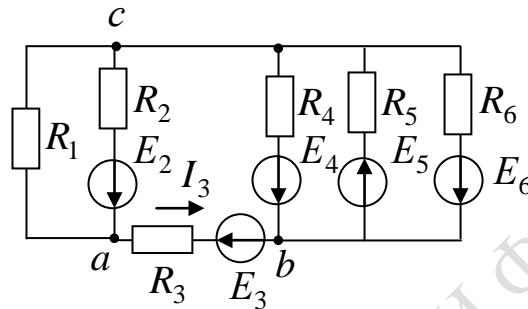 c
R₂
R₄
R₅
R₆
R₁
E₂
I₃
E₄
E₅
E₆
a
b
R₃
E₃
И Ф